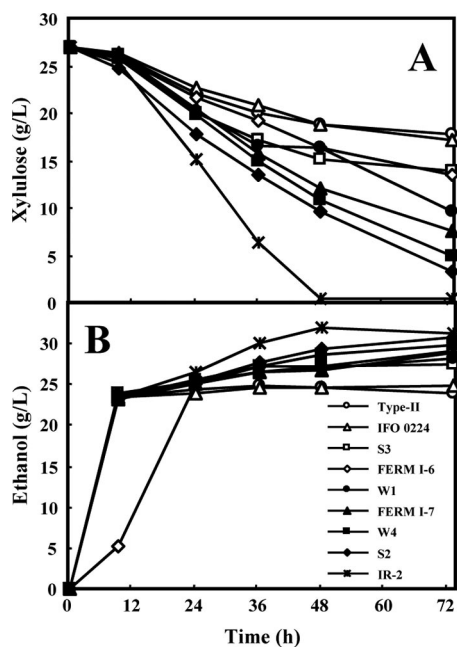 A
Xylulose (g/L)
30
25
20
15
10
5
0
B
Ethanol (g/L)
30
25
20
15
10
5
0
Type-II
IFO 0224
S3
FERM I-6
W1
FERM I-7
W4
S2
IR-2
0 12 24 36 48 60 72
Time (h)